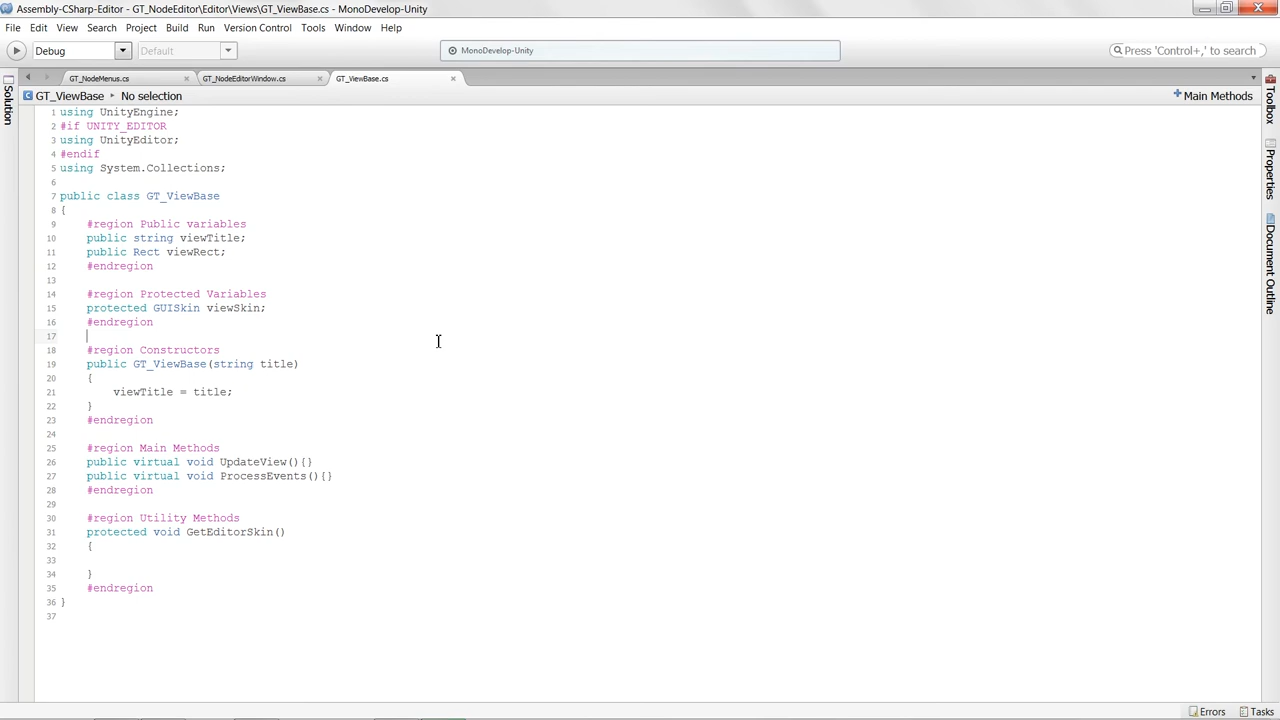 Assembly-CSharp-Editor - GT_NodeEditor\Editor\Views\GT_ViewBase.cs - MonoDevelop-Unity
File Edit View Search Project Build Run Version Control Tools Window Help
Debug Default MonoDevelop-Unity Press 'Control+,' to search
GT_NodeMenus.cs GT_NodeEditorWindow.cs GT_ViewBase.cs
GT_ViewBase No selection Main Methods
Solution
Toolbox
Properties
Document Outline
1 using UnityEngine;
2 #if UNITY_EDITOR
3 using UnityEditor;
4 #endif
5 using System.Collections;
6
7 public class GT_ViewBase
8 {
9 #region Public variables
10 public string viewTitle;
11 public Rect viewRect;
12 #endregion
13
14 #region Protected Variables
15 protected GUISkin viewSkin;
16 #endregion
17
18 #region Constructors
19 public GT_ViewBase(string title)
20 {
21 viewTitle = title;
22 }
23 #endregion
24
25 #region Main Methods
26 public virtual void UpdateView(){}
27 public virtual void ProcessEvents(){}
28 #endregion
29
30 #region Utility Methods
31 protected void GetEditorSkin()
32 {
33
34 }
35 #endregion
36 }
37
Errors Tasks